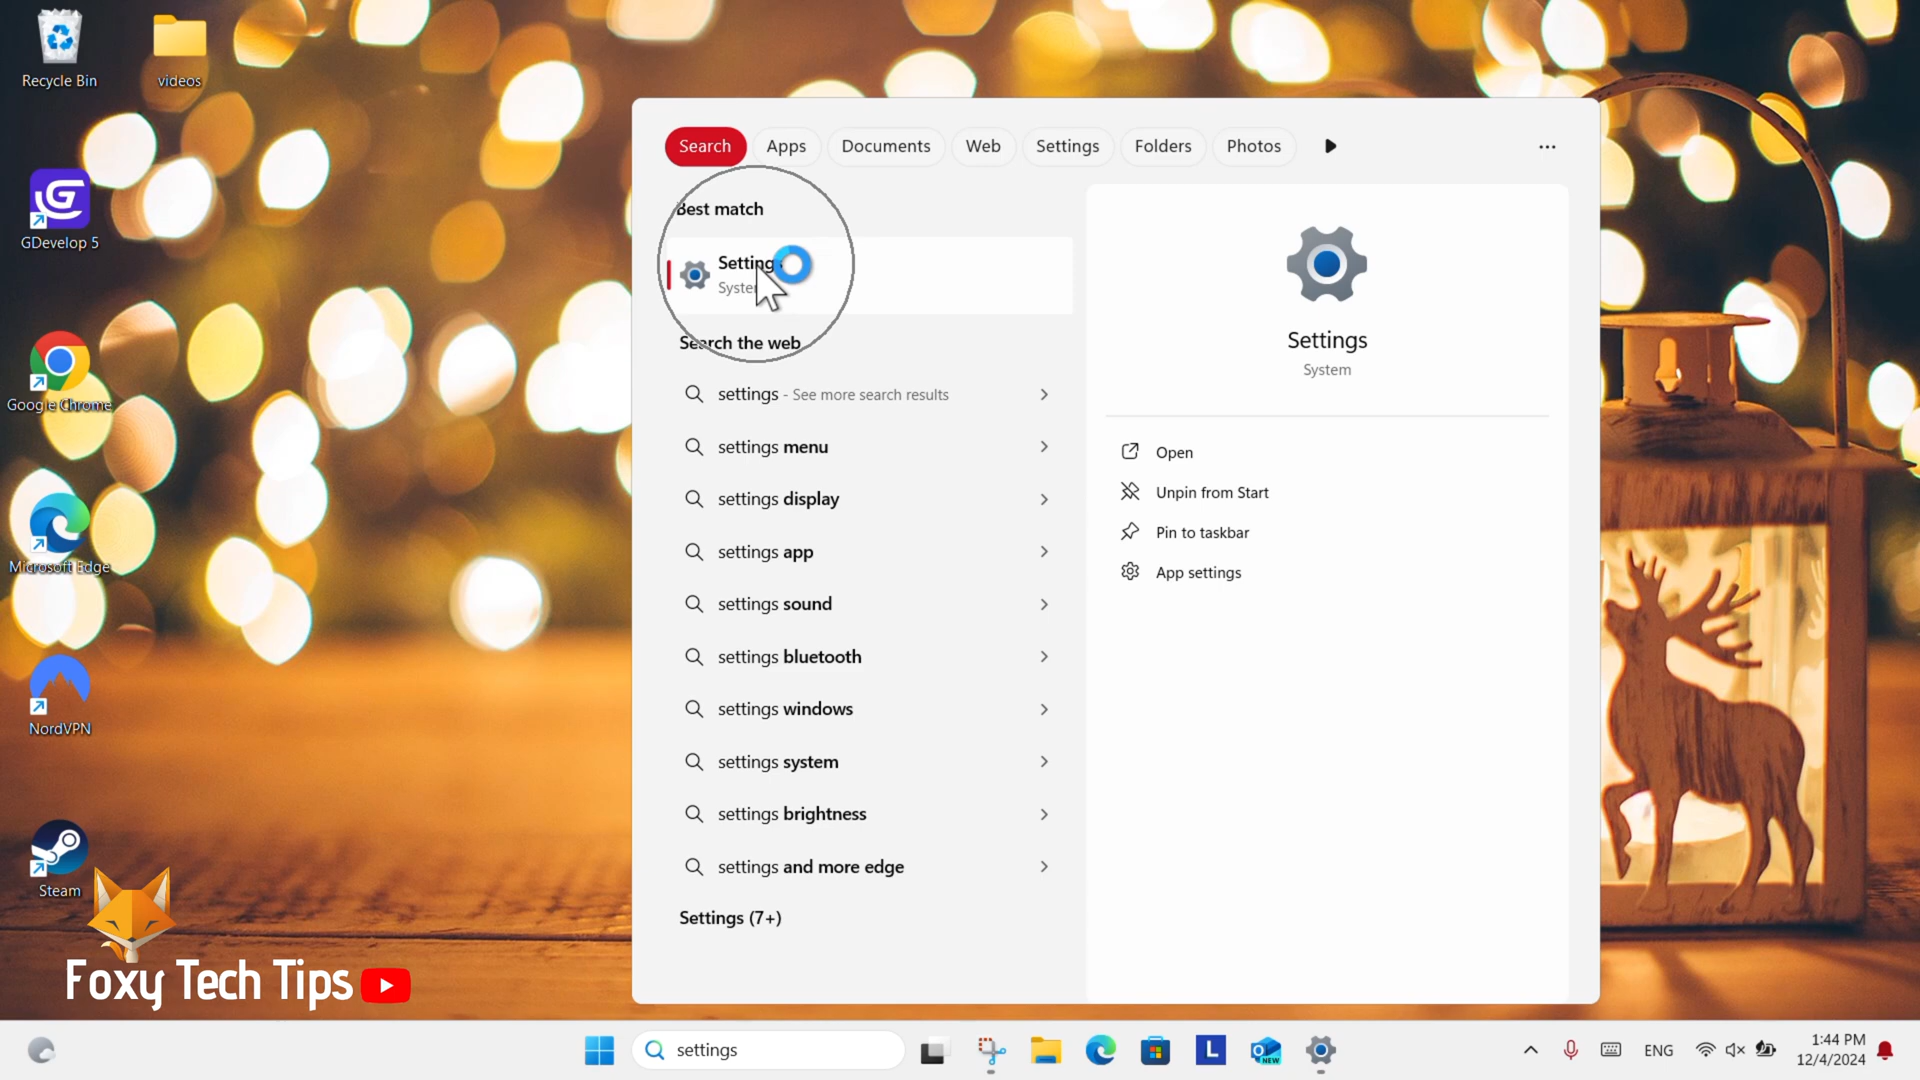 Recycle Bin
videos
GDevelop 5
Google Chrome
Microsoft Edge
NordVPN
Steam
Foxy Tech Tips
Search
Apps
Documents
Web
Settings
Folders
Photos
Best match
Settings
System
Search the web
settings - See more search results
settings menu
settings display
settings app
settings sound
settings bluetooth
settings windows
settings system
settings brightness
settings and more edge
Settings (7+)
Settings
System
Open
Unpin from Start
Pin to taskbar
App settings
settings
L
NEW
ENG
1:44 PM
12/4/2024